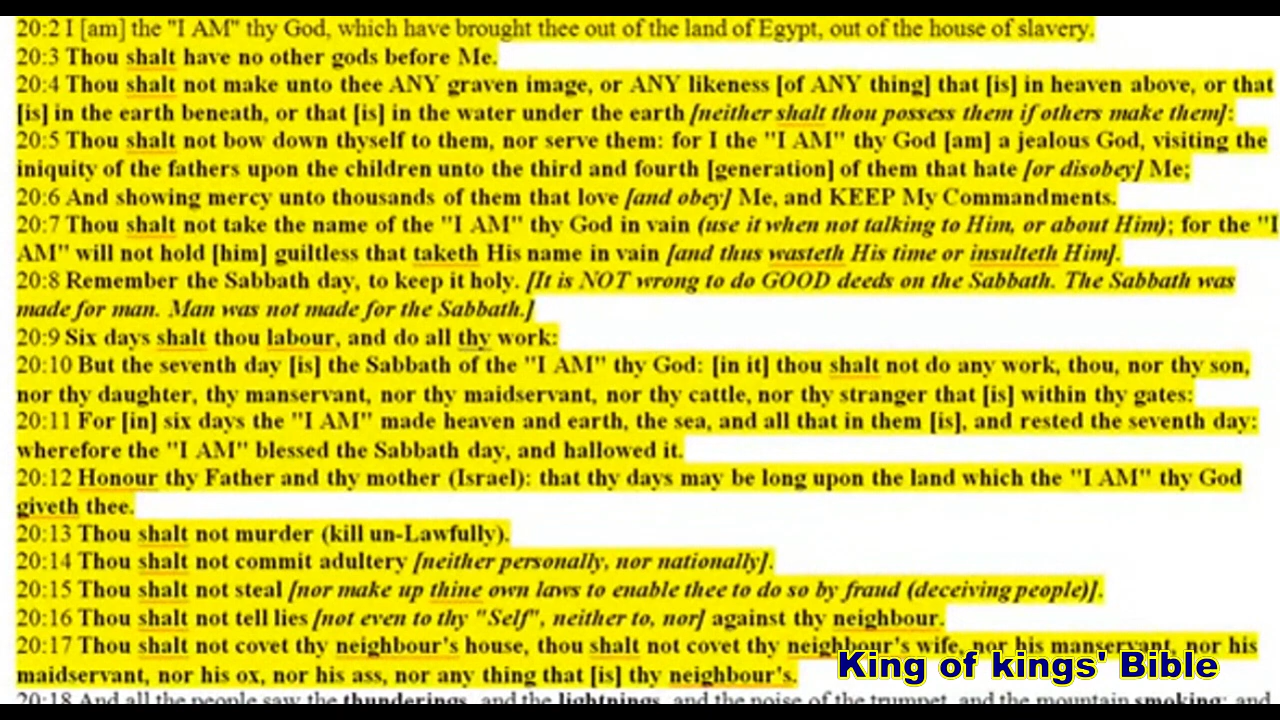 20:2 I [am] the "I AM" thy God, which have brought thee out of the land of Egypt, out of the house of slavery.
20:3 Thou shalt have no other gods before Me.
20:4 Thou shalt not make unto thee ANY graven image, or ANY likeness [of ANY thing] that [is] in heaven above, or that
[is] in the earth beneath, or that [is] in the water under the earth [neither shalt thou possess them if others make them]:
20:5 Thou shalt not bow down thyself to them, nor serve them: for I the "I AM" thy God [am] a jealous God, visiting the
iniquity of the fathers upon the children unto the third and fourth [generation] of them that hate [or disobey] Me;
20:6 And showing mercy unto thousands of them that love [and obey] Me, and KEEP My Commandments.
20:7 Thou shalt not take the name of the "I AM" thy God in vain (use it when not talking to Him, or about Him); for the "I
AM" will not hold [him] guiltless that taketh His name in vain [and thus wasteth His time or insulteth Him].
20:8 Remember the Sabbath day, to keep it holy. [It is NOT wrong to do GOOD deeds on the Sabbath. The Sabbath was
made for man. Man was not made for the Sabbath.]
20:9 Six days shalt thou labour, and do all thy work:
20:10 But the seventh day [is] the Sabbath of the "I AM" thy God: [in it] thou shalt not do any work, thou, nor thy son,
nor thy daughter, thy manservant, nor thy maidservant, nor thy cattle, nor thy stranger that [is] within thy gates:
20:11 For [in] six days the "I AM" made heaven and earth, the sea, and all that in them [is], and rested the seventh day:
wherefore the "I AM" blessed the Sabbath day, and hallowed it.
20:12 Honour thy Father and thy mother (Israel): that thy days may be long upon the land which the "I AM" thy God
giveth thee.
20:13 Thou shalt not murder (kill un-Lawfully).
20:14 Thou shalt not commit adultery [neither personally, nor nationally].
20:15 Thou shalt not steal [nor make up thine own laws to enable thee to do so by fraud (deceiving people)].
20:16 Thou shalt not tell lies [not even to thy "Self", neither to, nor] against thy neighbour.
20:17 Thou shalt not covet thy neighbour's house, thou shalt not covet thy neighbour's wife, nor his manservant, nor his
maidservant, nor his ox, nor his ass, nor any thing that [is] thy neighbour's.
King of kings' Bible
20:18 And all the people saw the thunderings, and the lightnings, and the noise of the trumpet, and the mountain smoking: and